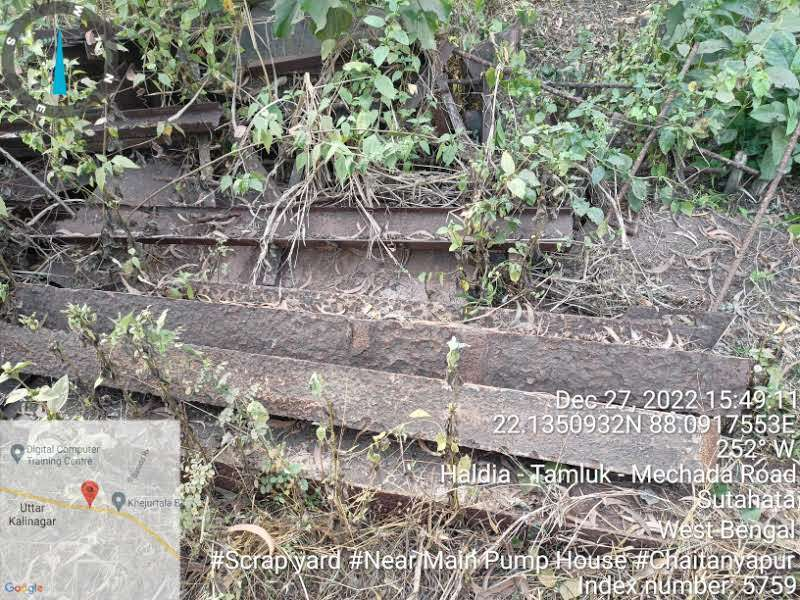 Dec 27, 2022 15:49:11
22.1350932N 88.0917553E
252° W
Haldia - Tamluk - Mechada Road
Sutahata
West Bengal
#Scrap yard #Near Main Pump House #Chaitanyapur
Index number: 5759
Digital Computer
Training Centre
Uttar
Kalinagar
Khejurtala B
Google
S
W
N
E